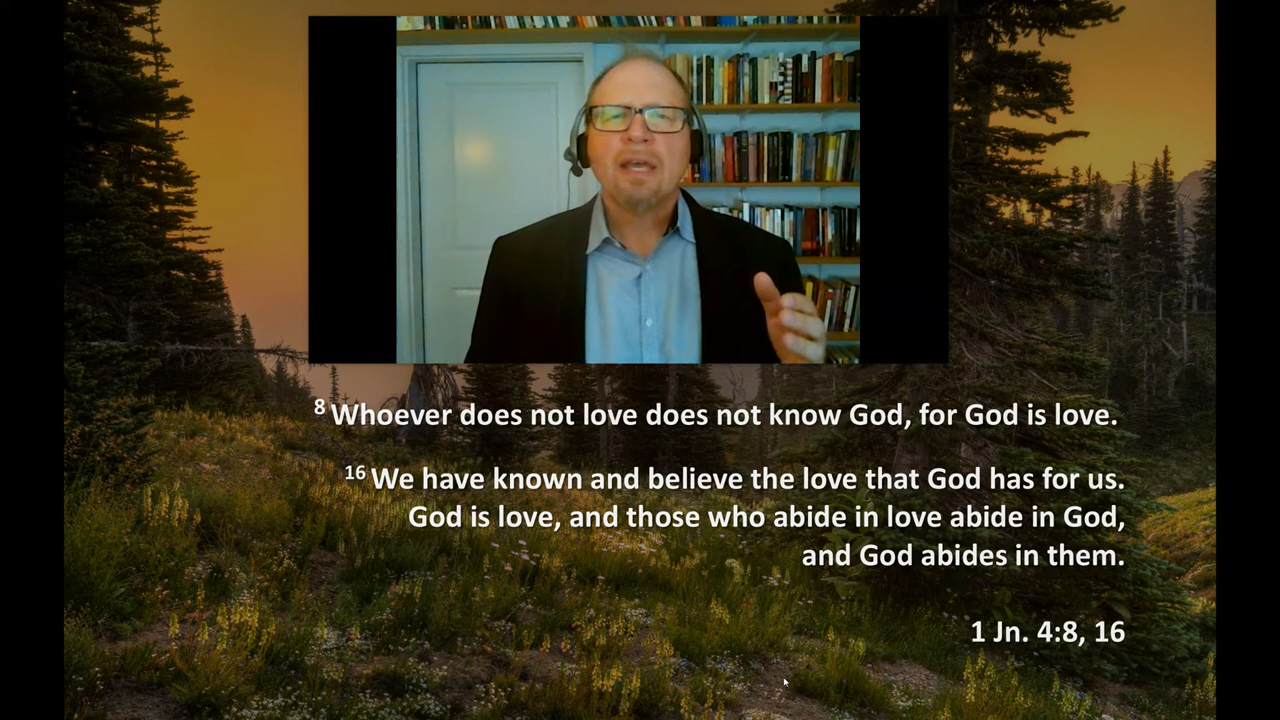 8 Whoever does not love does not know God, for God is love.
16 We have known and believe the love that God has for us.
God is love, and those who abide in love abide in God,
and God abides in them.
1 Jn. 4:8, 16